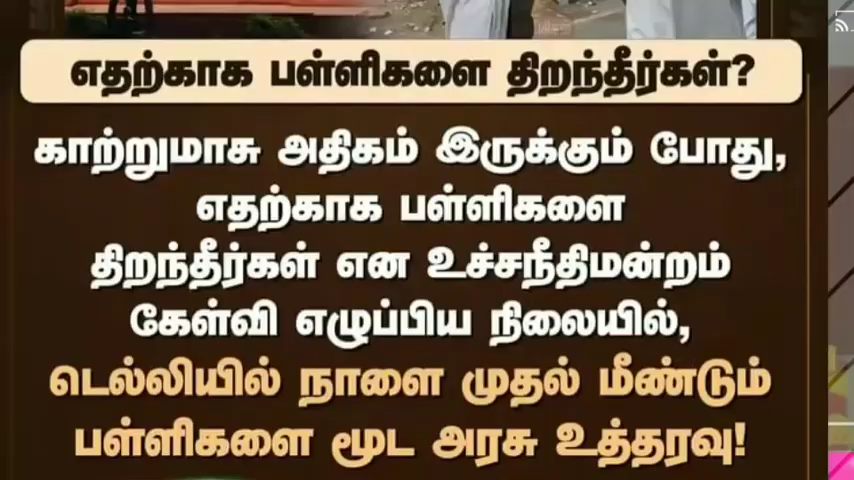 எதற்காக பள்ளிகளை திறந்தீர்கள்?
காற்றுமாசு அதிகம் இருக்கும் போது,
எதற்காக பள்ளிகளை
திறந்தீர்கள் என உச்சநீதிமன்றம்
கேள்வி எழுப்பிய நிலையில்,
டெல்லியில் நாளை முதல் மீண்டும்
பள்ளிகளை மூட அரசு உத்தரவு!